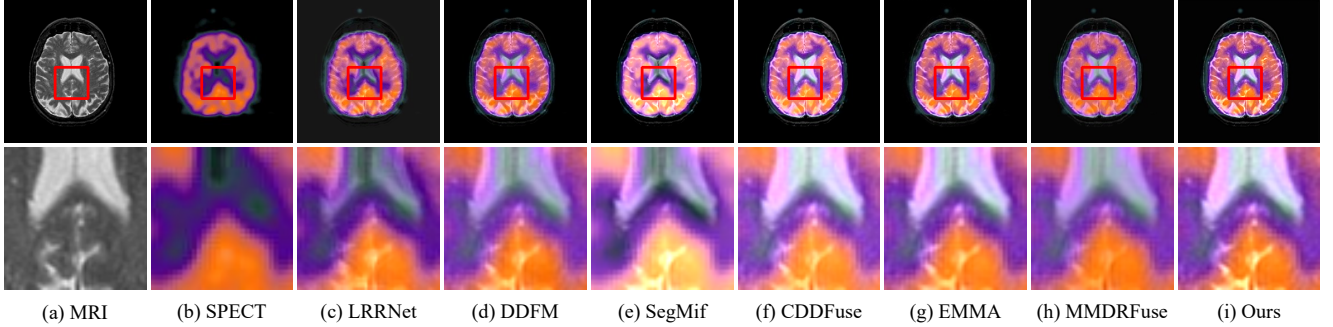 (a) MRI (b) SPECT (c) LRRNet (d) DDFM (e) SegMif (f) CDDFuse (g) EMMA (h) MMDRFuse (i) Ours